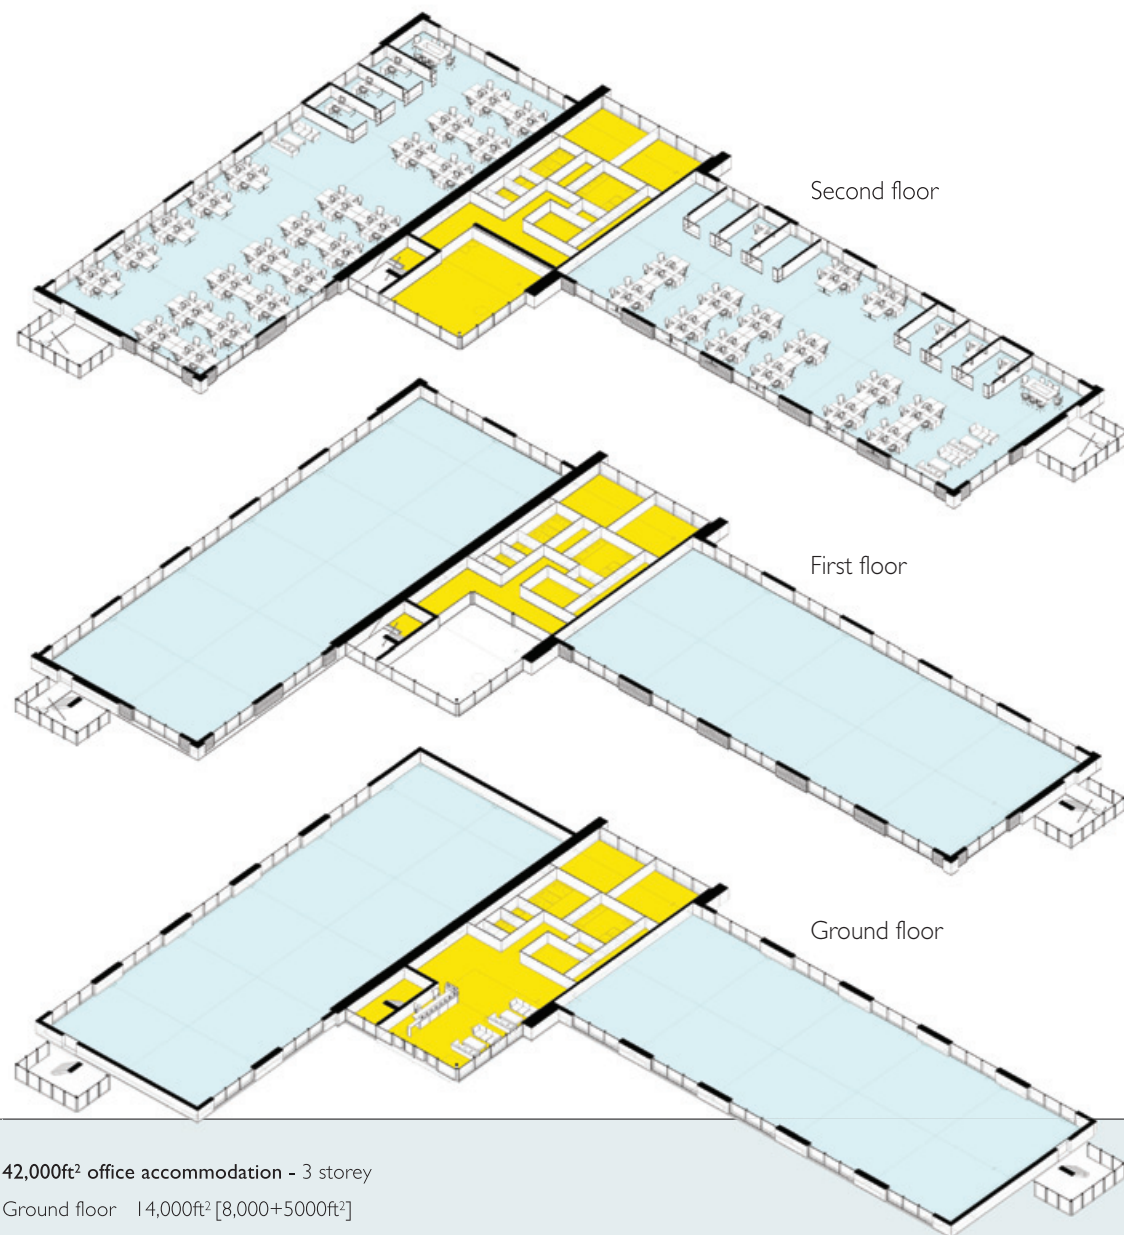 Second floor
First floor
Ground floor
42,000ft² office accommodation - 3 storey
Ground floor 14,000ft² [8,000+5000ft²]